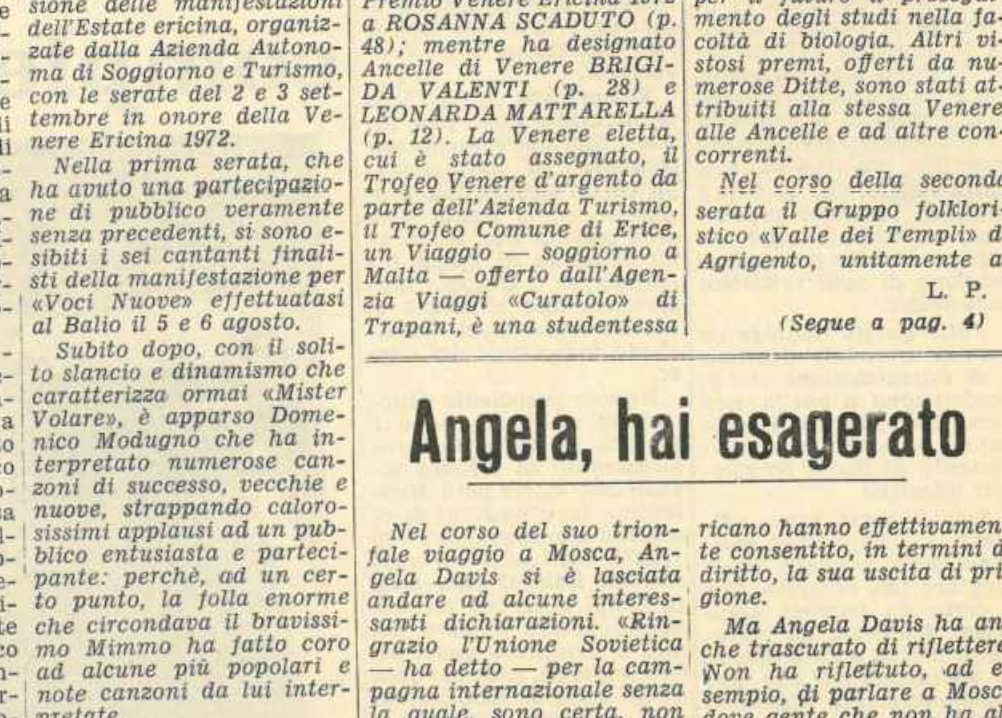 sione delle manifestazioni
dell'Estate ericina, organiz-
zate dalla Azienda Autono-
ma di Soggiorno e Turismo,
con le serate del 2 e 3 set-
tembre in onore della Ve-
nere Ericina 1972.
Nella prima serata, che
ha avuto una partecipazio-
ne di pubblico veramente
senza precedenti, si sono e-
sibiti i sei cantanti finali-
sti della manifestazione per
«Voci Nuove» effettuatasi
al Balio il 5 e 6 agosto.
Subito dopo, con il soli-
to slancio e dinamismo che
caratterizza ormai «Mister
Volare», è apparso Dome-
nico Modugno che ha in-
terpretato numerose can-
zoni di successo, vecchie e
nuove, strappando caloro-
sissimi applausi ad un pub-
blico entusiasta e parteci-
pante: perchè, ad un cer-
to punto, la folla enorme
che circondava il bravissi-
mo Mimmo ha fatto coro
ad alcune più popolari e
note canzoni da lui inter-
pretate.
Premio Venere Ericina 1972
a ROSANNA SCADUTO (p.
48); mentre ha designato
Ancelle di Venere BRIGI-
DA VALENTI (p. 28) e
LEONARDA MATTARELLA
(p. 12). La Venere eletta,
cui è stato assegnato, il
Trofeo Venere d'argento da
parte dell'Azienda Turismo,
il Trofeo Comune di Erice,
un Viaggio — soggiorno a
Malta — offerto dall'Agen-
zia Viaggi «Curatolo» di
Trapani, è una studentessa
mento degli studi nella fa-
coltà di biologia. Altri vi-
stosi premi, offerti da nu-
merose Ditte, sono stati at-
tribuiti alla stessa Venere
alle Ancelle e ad altre con-
correnti.
Nel corso della seconda
serata il Gruppo folklori-
stico «Valle dei Templi» d
Agrigento, unitamente a
L. P.
(Segue a pag. 4)
Angela, hai esagerato
Nel corso del suo trion-
fale viaggio a Mosca, An-
gela Davis si è lasciata
andare ad alcune interes-
santi dichiarazioni. «Rin-
grazio l'Unione Sovietica
— ha detto — per la cam-
pagna internazionale senza
la quale, sono certa, non
ricano hanno effettivamen
te consentito, in termini d
diritto, la sua uscita di pri
gione.
Ma Angela Davis ha an
che trascurato di riflettere
Non ha riflettuto, ad e
sempio, di parlare a Mosc
dove gente che non ha